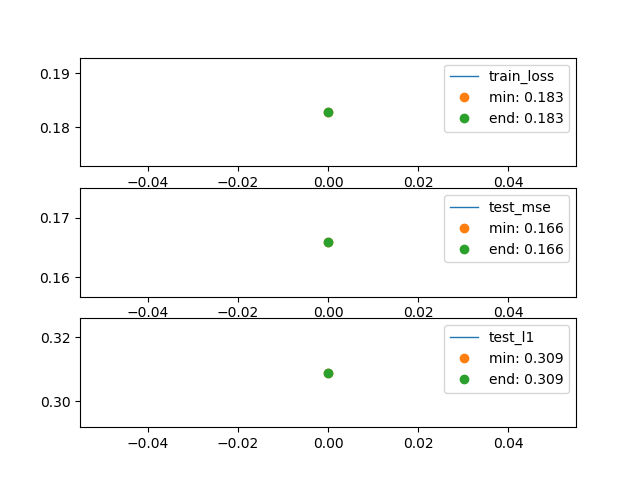 0.19
0.18
train_loss
min: 0.183
end: 0.183
−0.04 −0.02 0.00 0.02 0.04
0.17
0.16
test_mse
min: 0.166
end: 0.166
−0.04 −0.02 0.00 0.02 0.04
0.32
0.30
test_l1
min: 0.309
end: 0.309
−0.04 −0.02 0.00 0.02 0.04